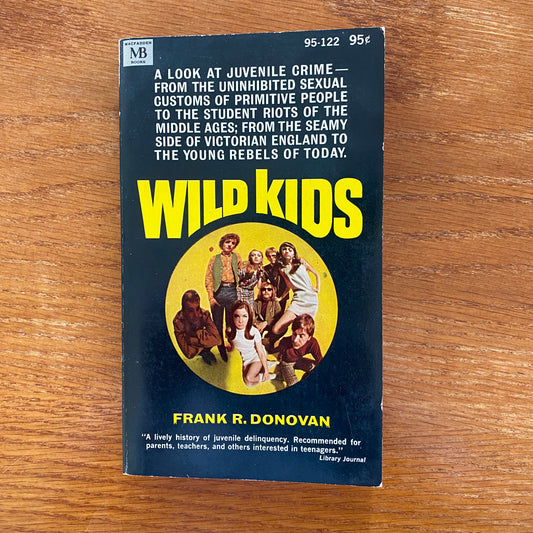 MACFADDEN
MB
BOOKS
95-122 95¢
A LOOK AT JUVENILE CRIME—
FROM THE UNINHIBITED SEXUAL
CUSTOMS OF PRIMITIVE PEOPLE
TO THE STUDENT RIOTS OF THE
MIDDLE AGES; FROM THE SEAMY
SIDE OF VICTORIAN ENGLAND TO
THE YOUNG REBELS OF TODAY.
WILD KIDS
FRANK R. DONOVAN
"A lively history of juvenile delinquency. Recommended for
parents, teachers, and others interested in teenagers."
Library Journal